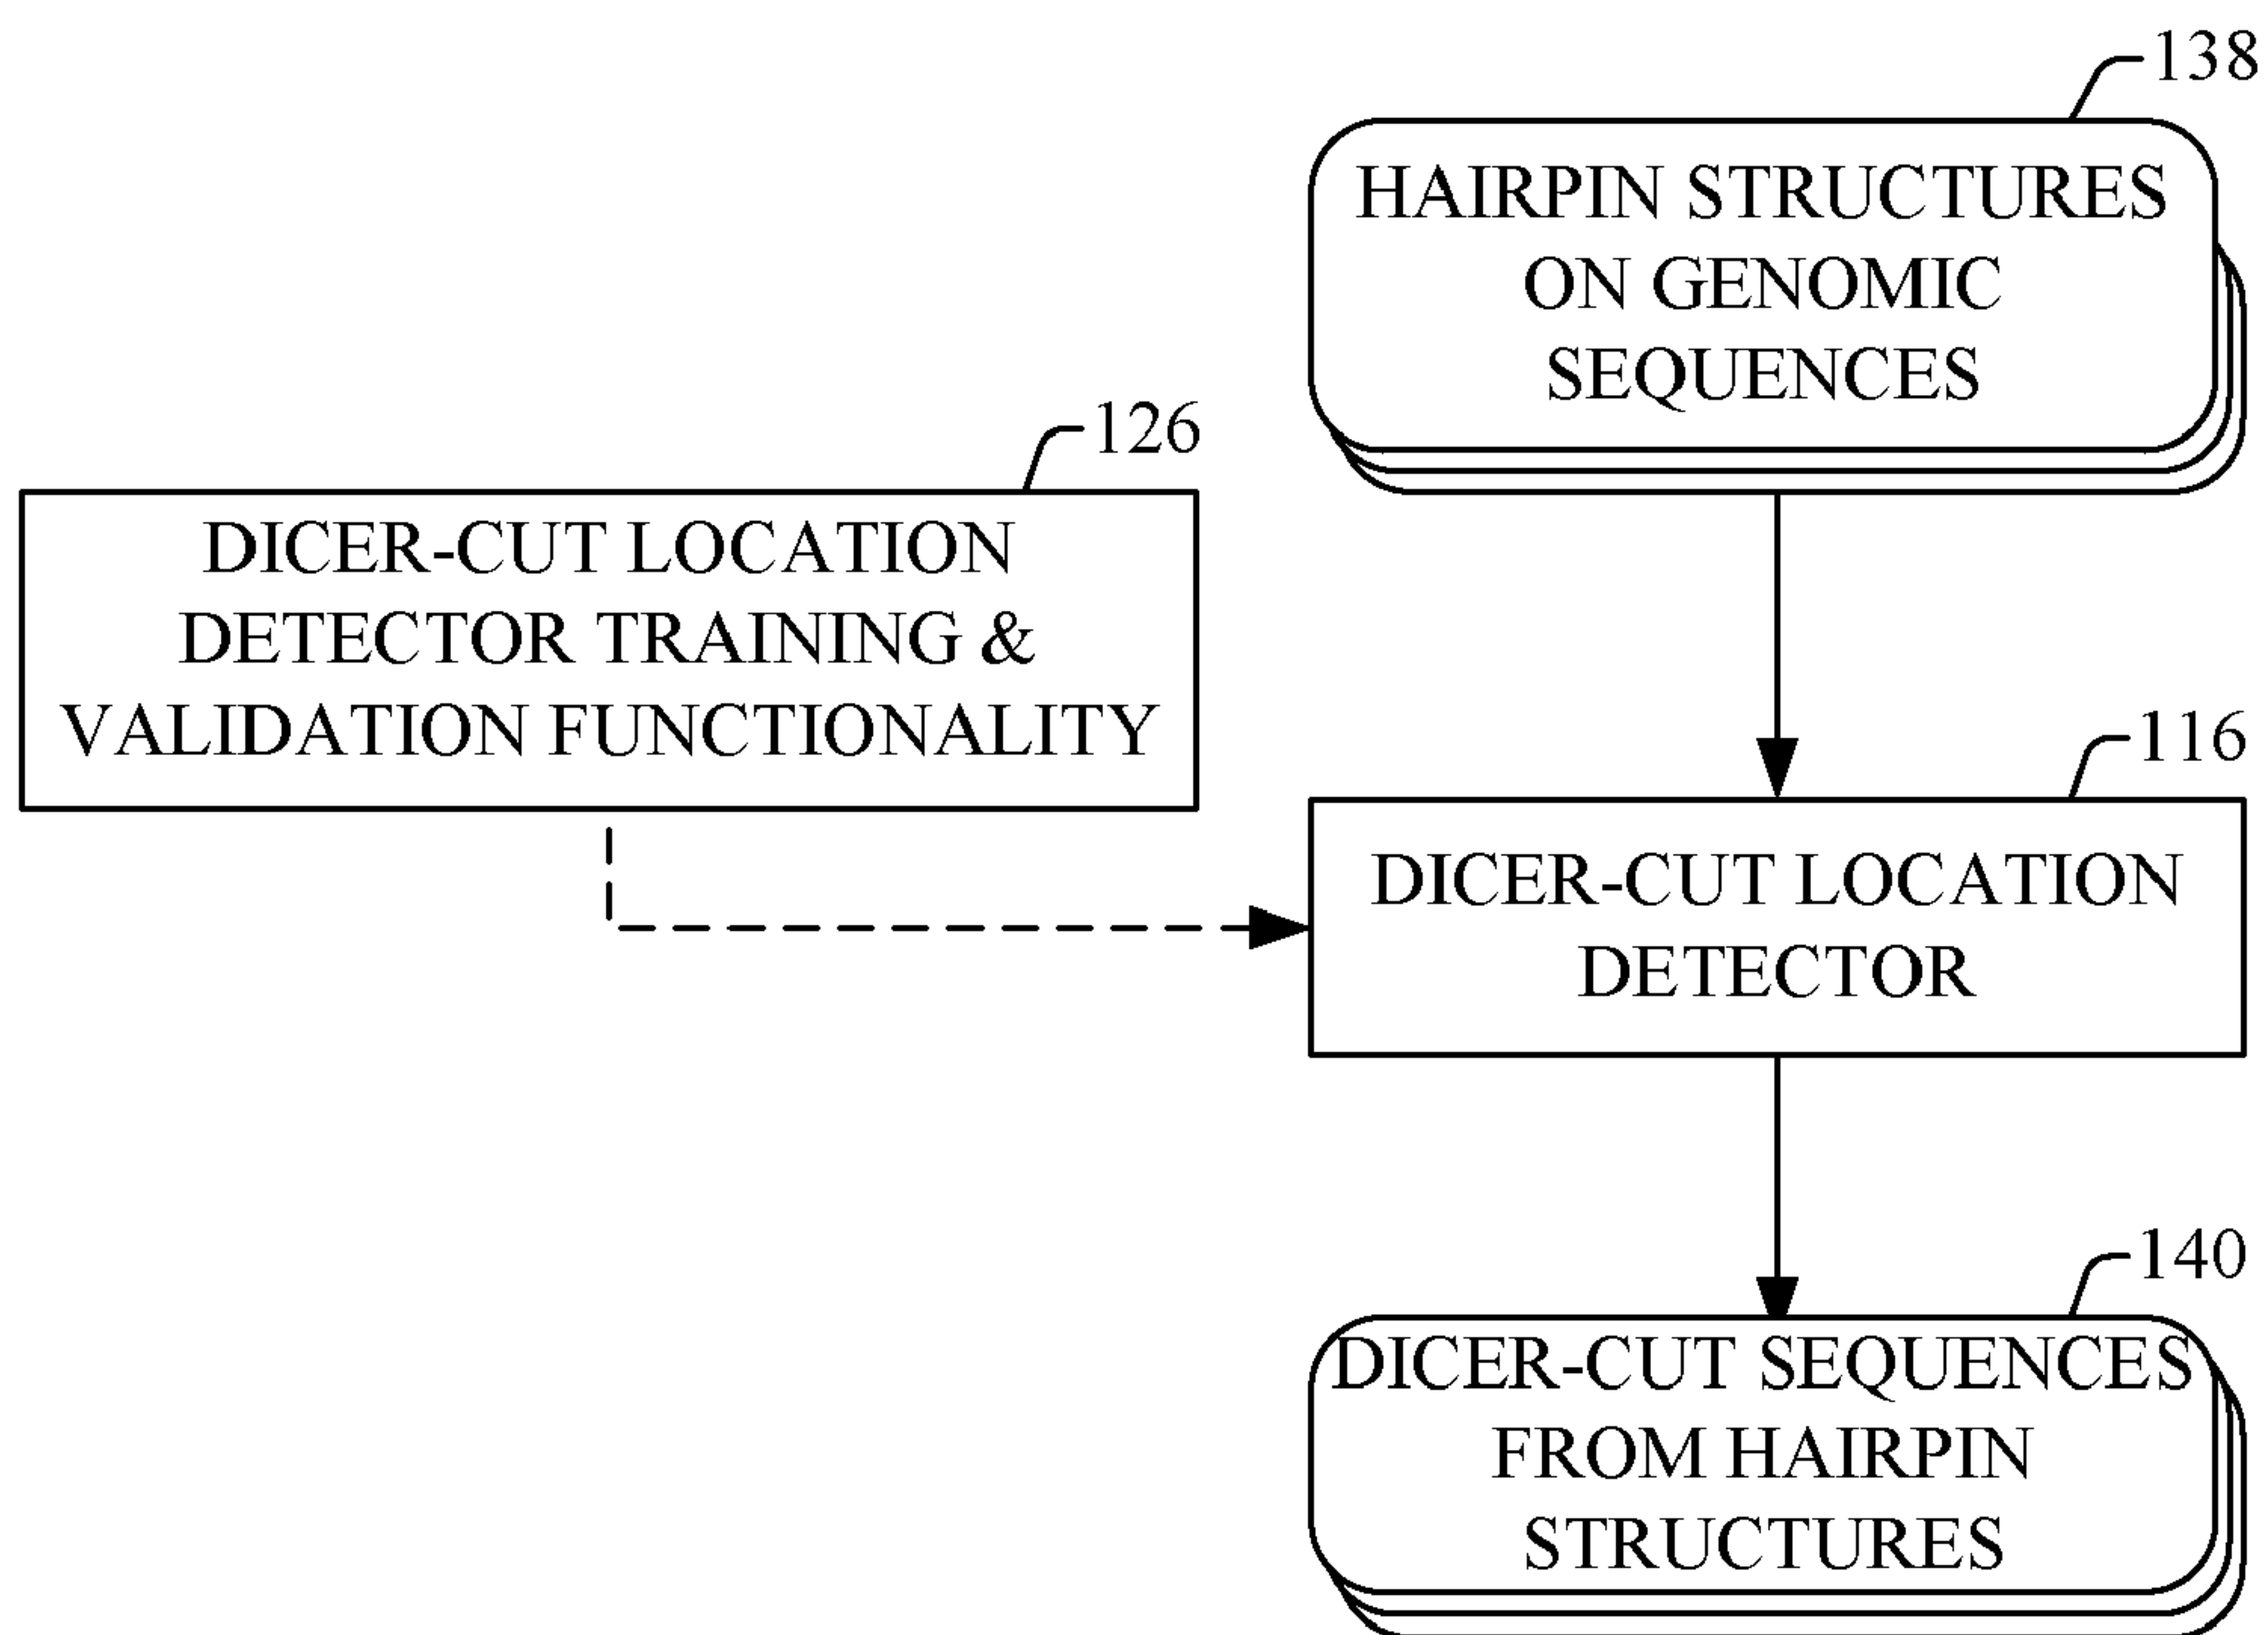 138
HAIRPIN STRUCTURES
ON GENOMIC
SEQUENCES
126
DICER-CUT LOCATION
DETECTOR TRAINING &
VALIDATION FUNCTIONALITY
116
DICER-CUT LOCATION
DETECTOR
140
DICER-CUT SEQUENCES
FROM HAIRPIN
STRUCTURES